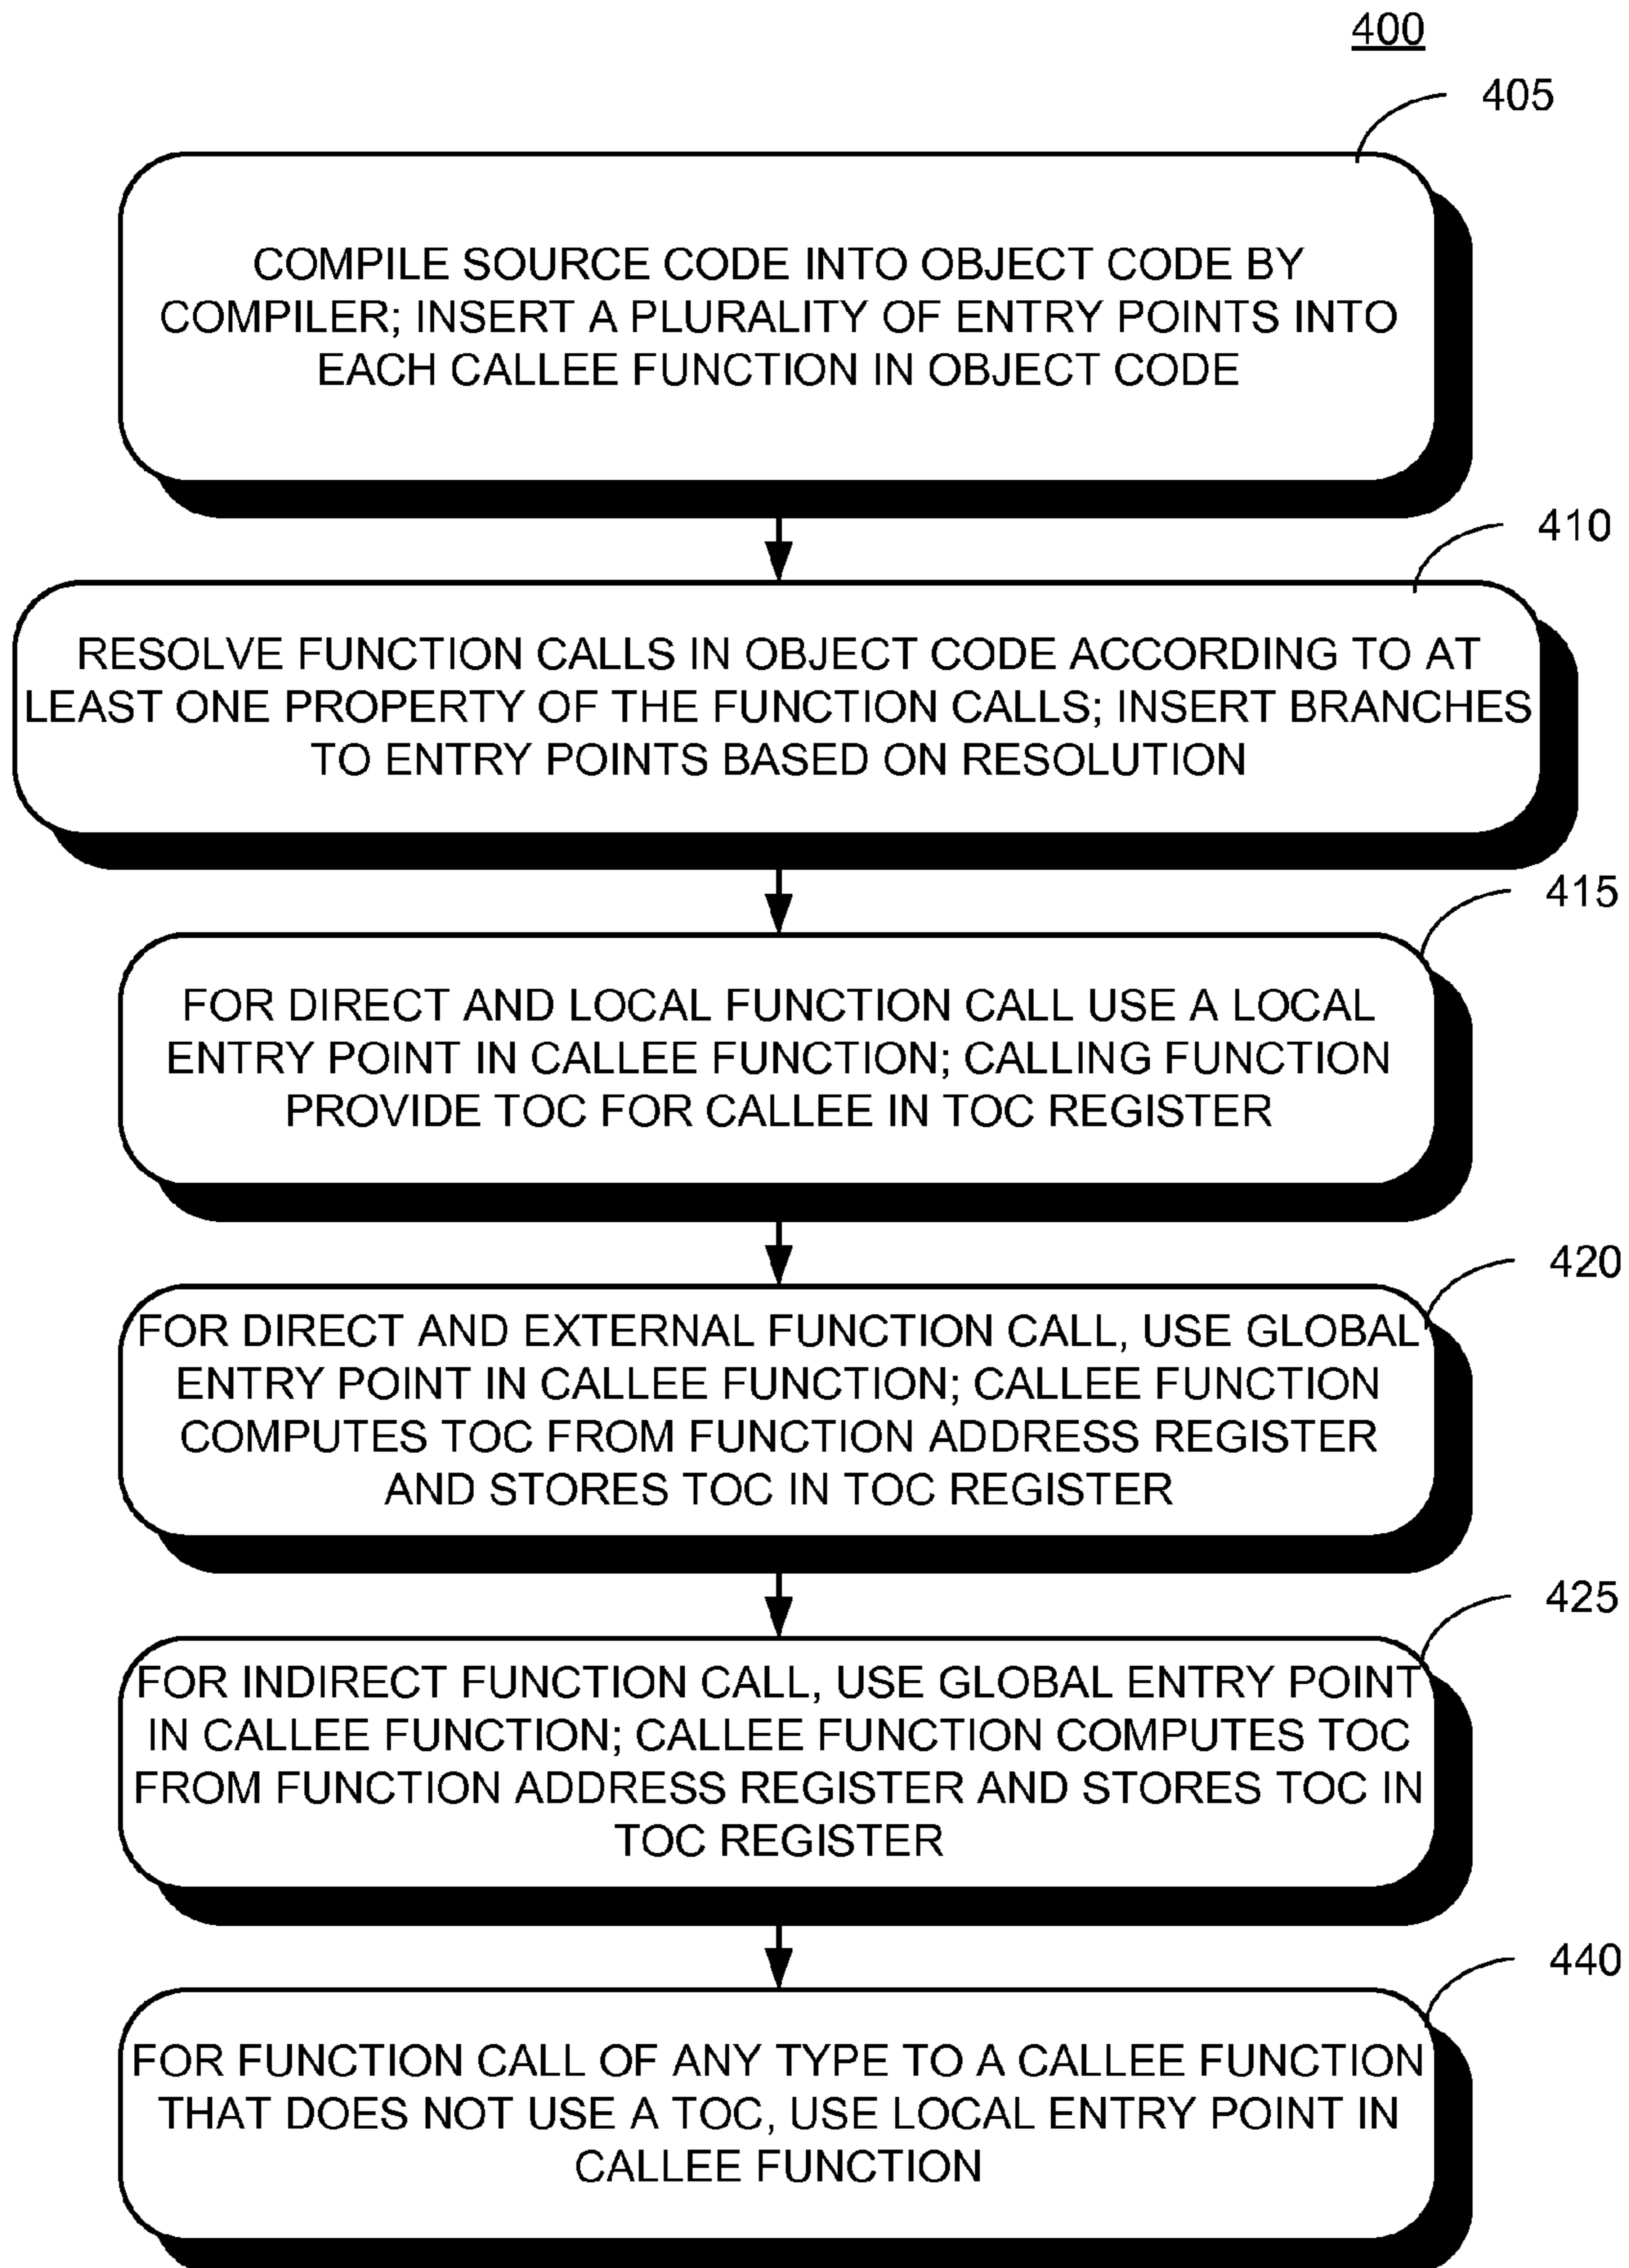 400
405
COMPILE SOURCE CODE INTO OBJECT CODE BY
COMPILER; INSERT A PLURALITY OF ENTRY POINTS INTO
EACH CALLEE FUNCTION IN OBJECT CODE
410
RESOLVE FUNCTION CALLS IN OBJECT CODE ACCORDING TO AT
LEAST ONE PROPERTY OF THE FUNCTION CALLS; INSERT BRANCHES
TO ENTRY POINTS BASED ON RESOLUTION
415
FOR DIRECT AND LOCAL FUNCTION CALL USE A LOCAL
ENTRY POINT IN CALLEE FUNCTION; CALLING FUNCTION
PROVIDE TOC FOR CALLEE IN TOC REGISTER
420
FOR DIRECT AND EXTERNAL FUNCTION CALL, USE GLOBAL
ENTRY POINT IN CALLEE FUNCTION; CALLEE FUNCTION
COMPUTES TOC FROM FUNCTION ADDRESS REGISTER
AND STORES TOC IN TOC REGISTER
425
FOR INDIRECT FUNCTION CALL, USE GLOBAL ENTRY POINT
IN CALLEE FUNCTION; CALLEE FUNCTION COMPUTES TOC
FROM FUNCTION ADDRESS REGISTER AND STORES TOC IN
TOC REGISTER
440
FOR FUNCTION CALL OF ANY TYPE TO A CALLEE FUNCTION
THAT DOES NOT USE A TOC, USE LOCAL ENTRY POINT IN
CALLEE FUNCTION